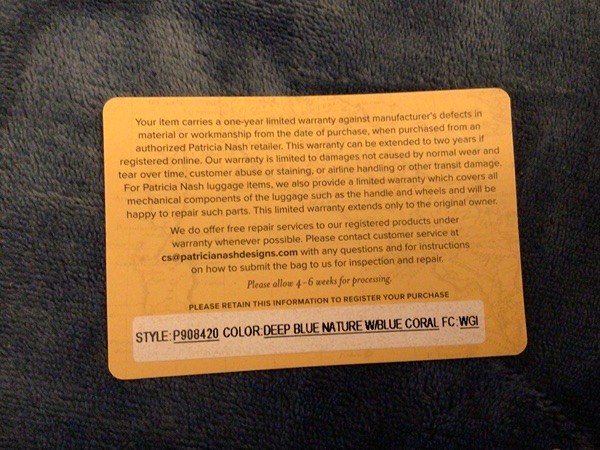 Your item carries a one-year limited warranty against manufacturer's defects in
material or workmanship from the date of purchase, when purchased from an
authorized Patricia Nash retailer. This warranty can be extended to two years if
registered online. Our warranty is limited to damages not caused by normal wear and
tear over time, customer abuse or staining, or airline handling or other transit damage.
For Patricia Nash luggage items, we also provide a limited warranty which covers all
mechanical components of the luggage such as the handle and wheels and will be
happy to repair such parts. This limited warranty extends only to the original owner.
We do offer free repair services to our registered products under
warranty whenever possible. Please contact customer service at
cs@patricianashdesigns.com with any questions and for instructions
on how to submit the bag to us for inspection and repair.
Please allow 4–6 weeks for processing.
PLEASE RETAIN THIS INFORMATION TO REGISTER YOUR PURCHASE
STYLE:P908420 COLOR:DEEP BLUE NATURE W/BLUE CORAL FC:WGI